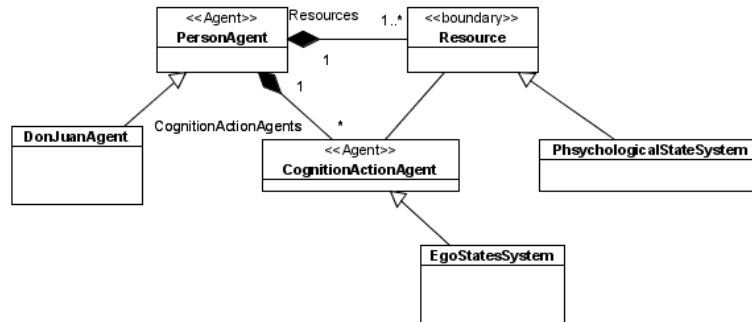 <<Agent>>
PersonAgent
Resources
1
1..*
<<boundary>>
Resource
1
DonJuanAgent
CognitionActionAgents
*
<<Agent>>
CognitionActionAgent
PhsychologicalStateSystem
EgoStatesSystem